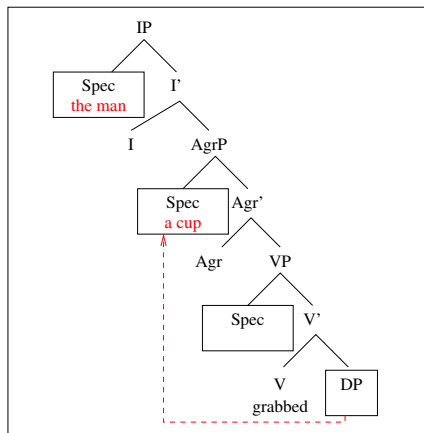 IP
Spec
the man
I'
I
AgrP
Spec
a cup
Agr'
Agr
VP
Spec
V'
V
grabbed
DP